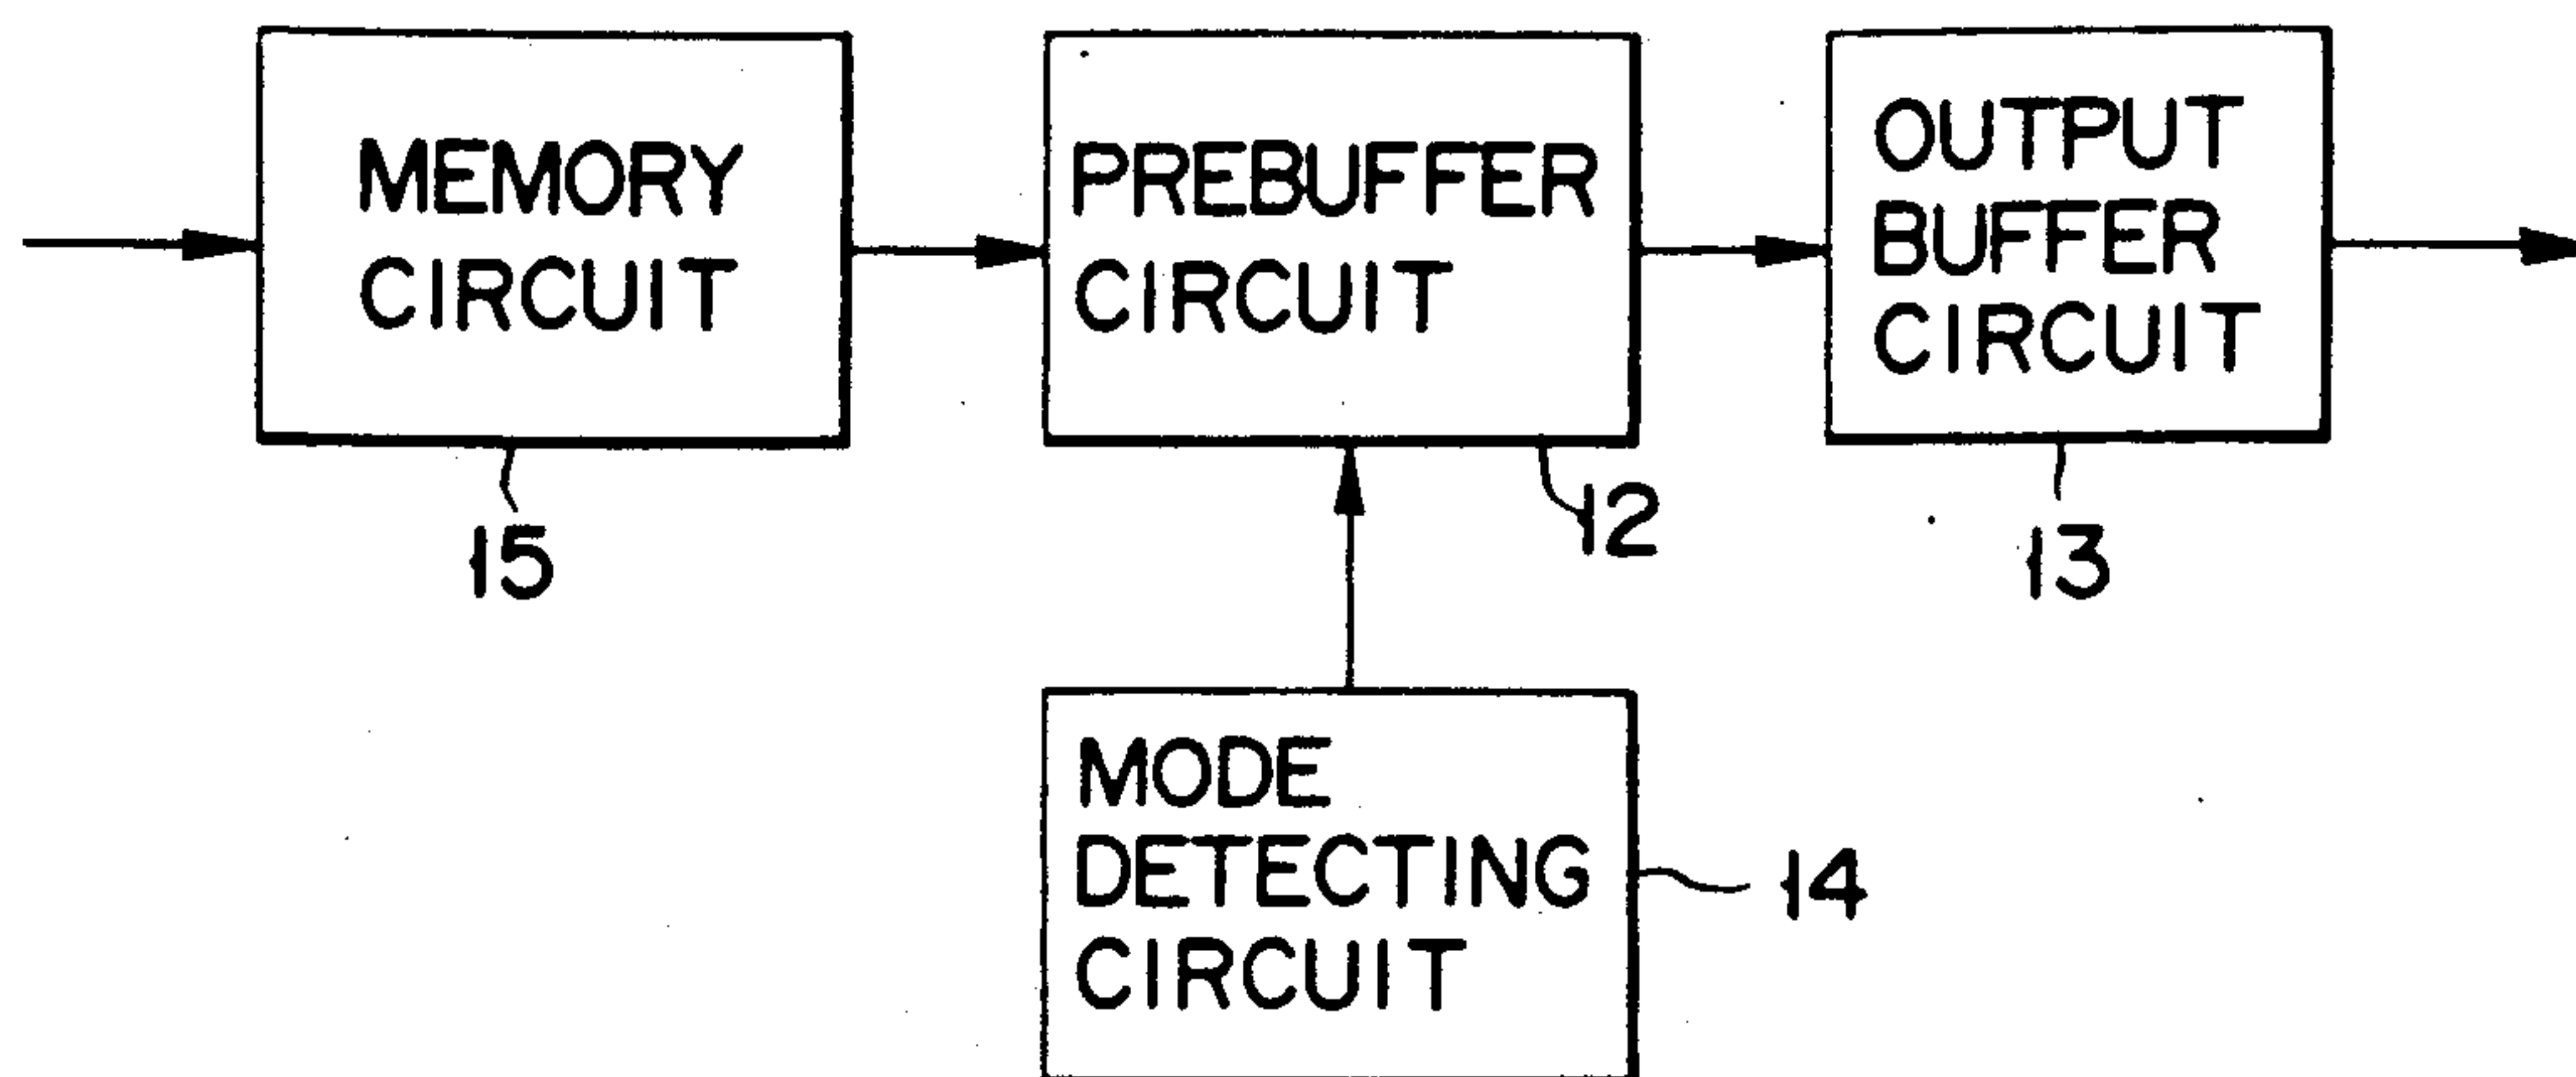 MEMORY
CIRCUIT
15
PREBUFFER
CIRCUIT
12
OUTPUT
BUFFER
CIRCUIT
13
MODE
DETECTING
CIRCUIT
14